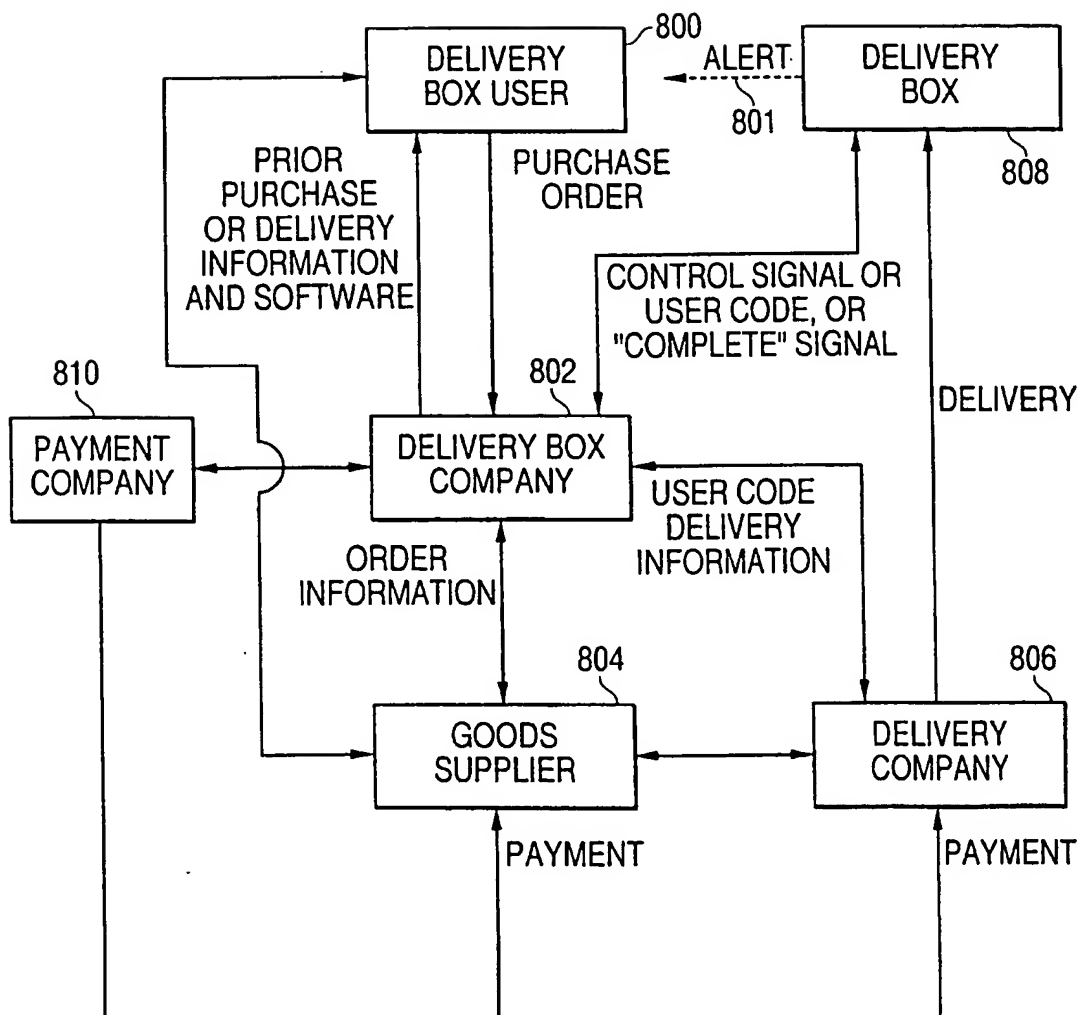 800
DELIVERY
BOX USER
ALERT
801
DELIVERY
BOX
808
PRIOR
PURCHASE
OR DELIVERY
INFORMATION
AND SOFTWARE
PURCHASE
ORDER
CONTROL SIGNAL OR
USER CODE, OR
"COMPLETE" SIGNAL
DELIVERY
810
PAYMENT
COMPANY
802
DELIVERY BOX
COMPANY
USER CODE
DELIVERY
INFORMATION
ORDER
INFORMATION
804
GOODS
SUPPLIER
806
DELIVERY
COMPANY
PAYMENT
PAYMENT